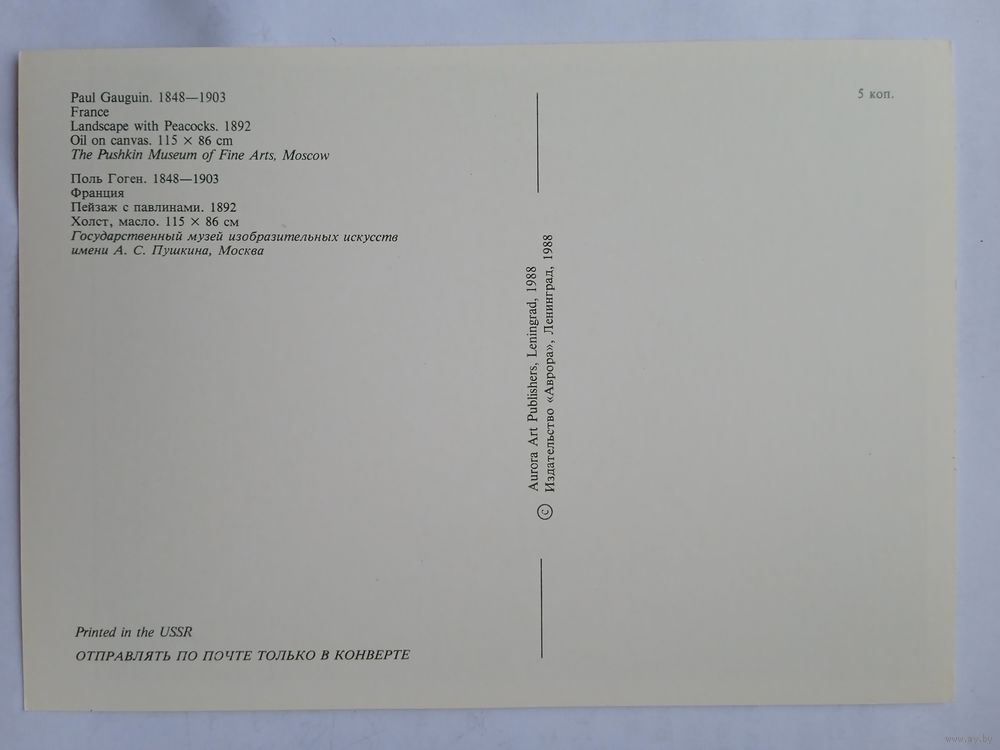 Paul Gauguin. 1848—1903
France
Landscape with Peacocks. 1892
Oil on canvas. 115 × 86 cm
The Pushkin Museum of Fine Arts, Moscow
Поль Гоген. 1848—1903
Франция
Пейзаж с павлинами. 1892
Холст, масло. 115 × 86 см
Государственный музей изобразительных искусств
имени А. С. Пушкина, Москва
Printed in the USSR
ОТПРАВЛЯТЬ ПО ПОЧТЕ ТОЛЬКО В КОНВЕРТЕ
© Aurora Art Publishers, Leningrad, 1988
Издательство «Аврора», Ленинград, 1988
5 коп.
www.ay.by